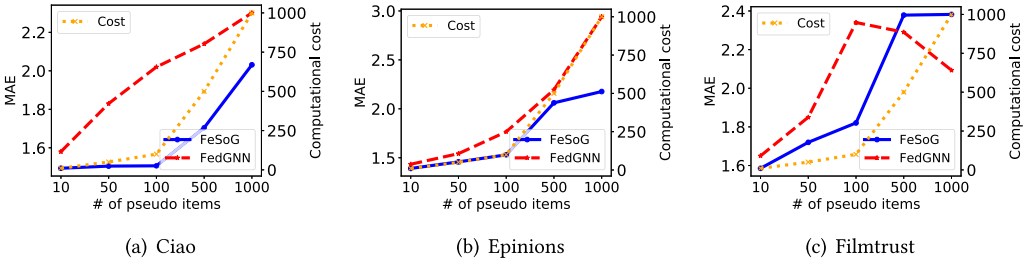 Cost
FeSoG
FedGNN
MAE
2.2
2.0
1.8
1.6
1000
750
500
250
0
Computational cost
10 50 100 500 1000
# of pseudo items
(a) Ciao
Cost
FeSoG
FedGNN
MAE
3.0
2.5
2.0
1.5
1000
750
500
250
0
Computational cost
10 50 100 500 1000
# of pseudo items
(b) Epinions
Cost
FeSoG
FedGNN
MAE
2.4
2.2
2.0
1.8
1.6
1000
750
500
250
0
Computational cost
10 50 100 500 1000
# of pseudo items
(c) Filmtrust